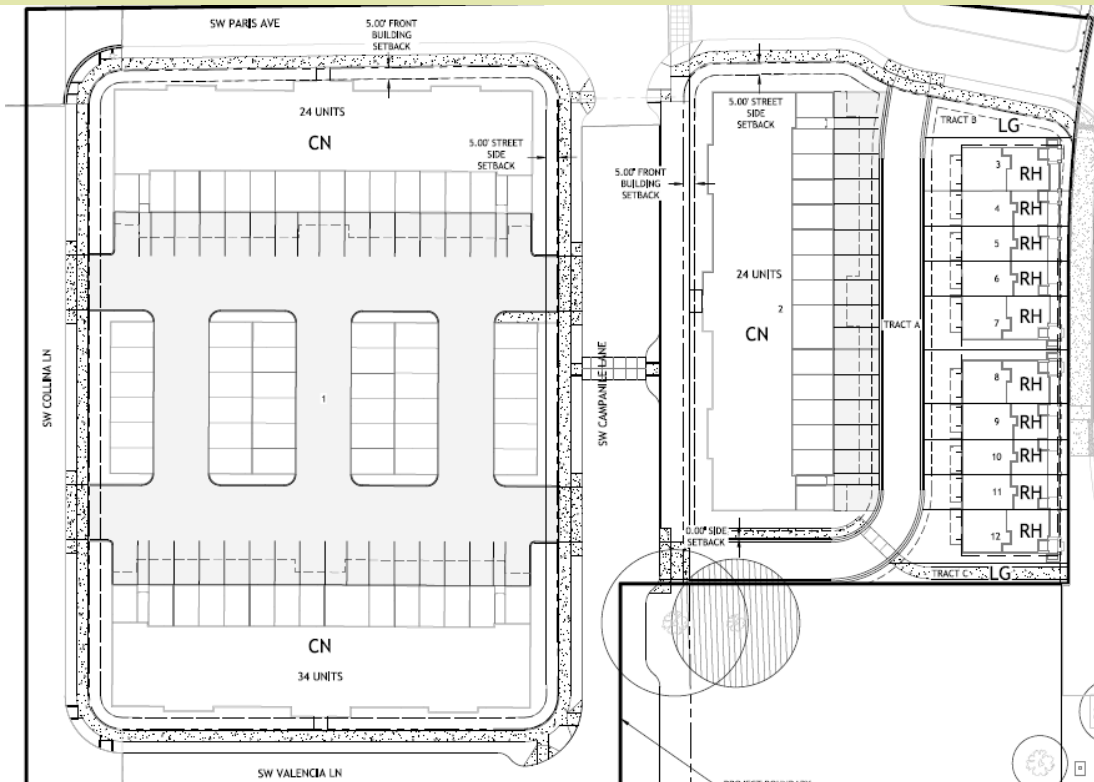 SW PARIS AVE
5.00' FRONT
BUILDING
SETBACK
24 UNITS
CN
5.00' STREET
SIDE
SETBACK
SW COLLINA LN
1
CN
34 UNITS
SW VALENCIA LN
SW CAMPANILE LANE
5.00' STREET
SIDE
SETBACK
5.00' FRONT
BUILDING
SETBACK
24 UNITS
2
CN
0.00' SIDE
SETBACK
TRACT A
TRACT B
LG
3 RH
4 RH
5 RH
6 RH
7 RH
8 RH
9 RH
10 RH
11 RH
12 RH
TRACT C
LG
PROJECT BOUNDARY